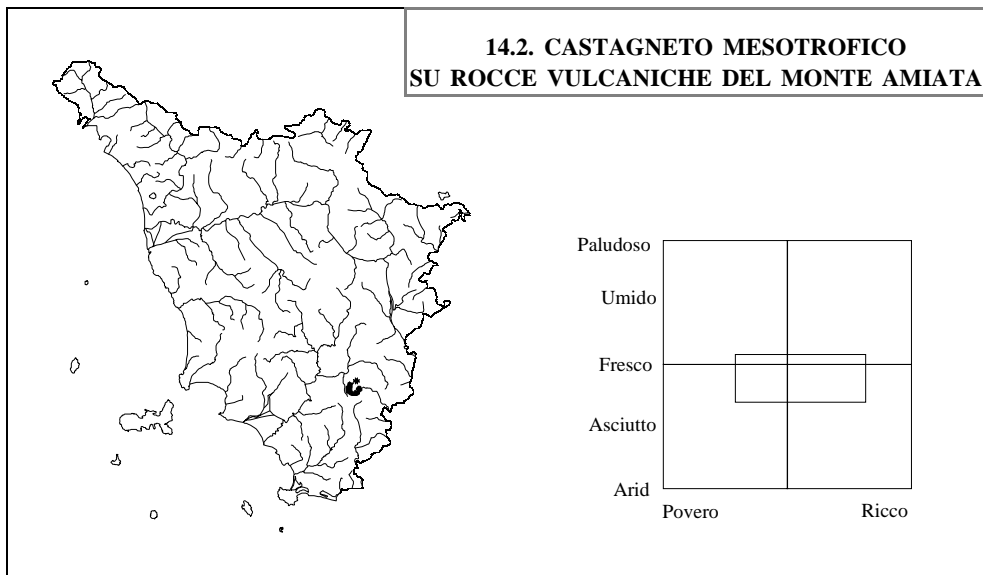 14.2. CASTAGNETO MESOTROFICO
SU ROCCE VULCANICHE DEL MONTE AMIATA
Paludoso
Umido
Fresco
Asciutto
Arid
Povero Ricco